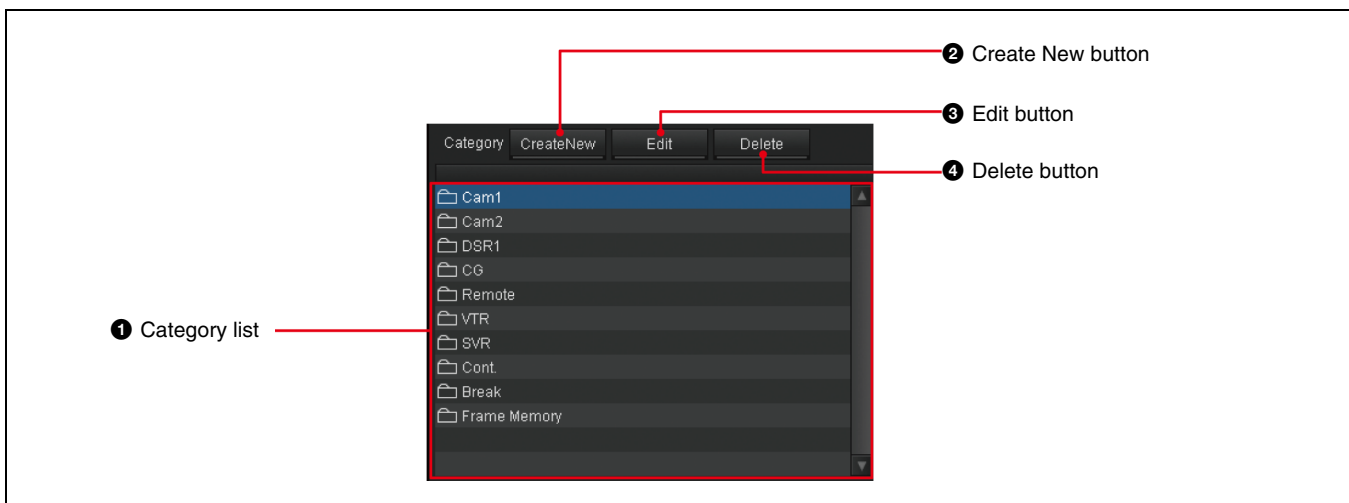 ❷ Create New button
❸ Edit button
Category CreateNew Edit Delete
❹ Delete button
Cam1
Cam2
DSR1
CG
Remote
❶ Category list
VTR
SVR
Cont.
Break
Frame Memory